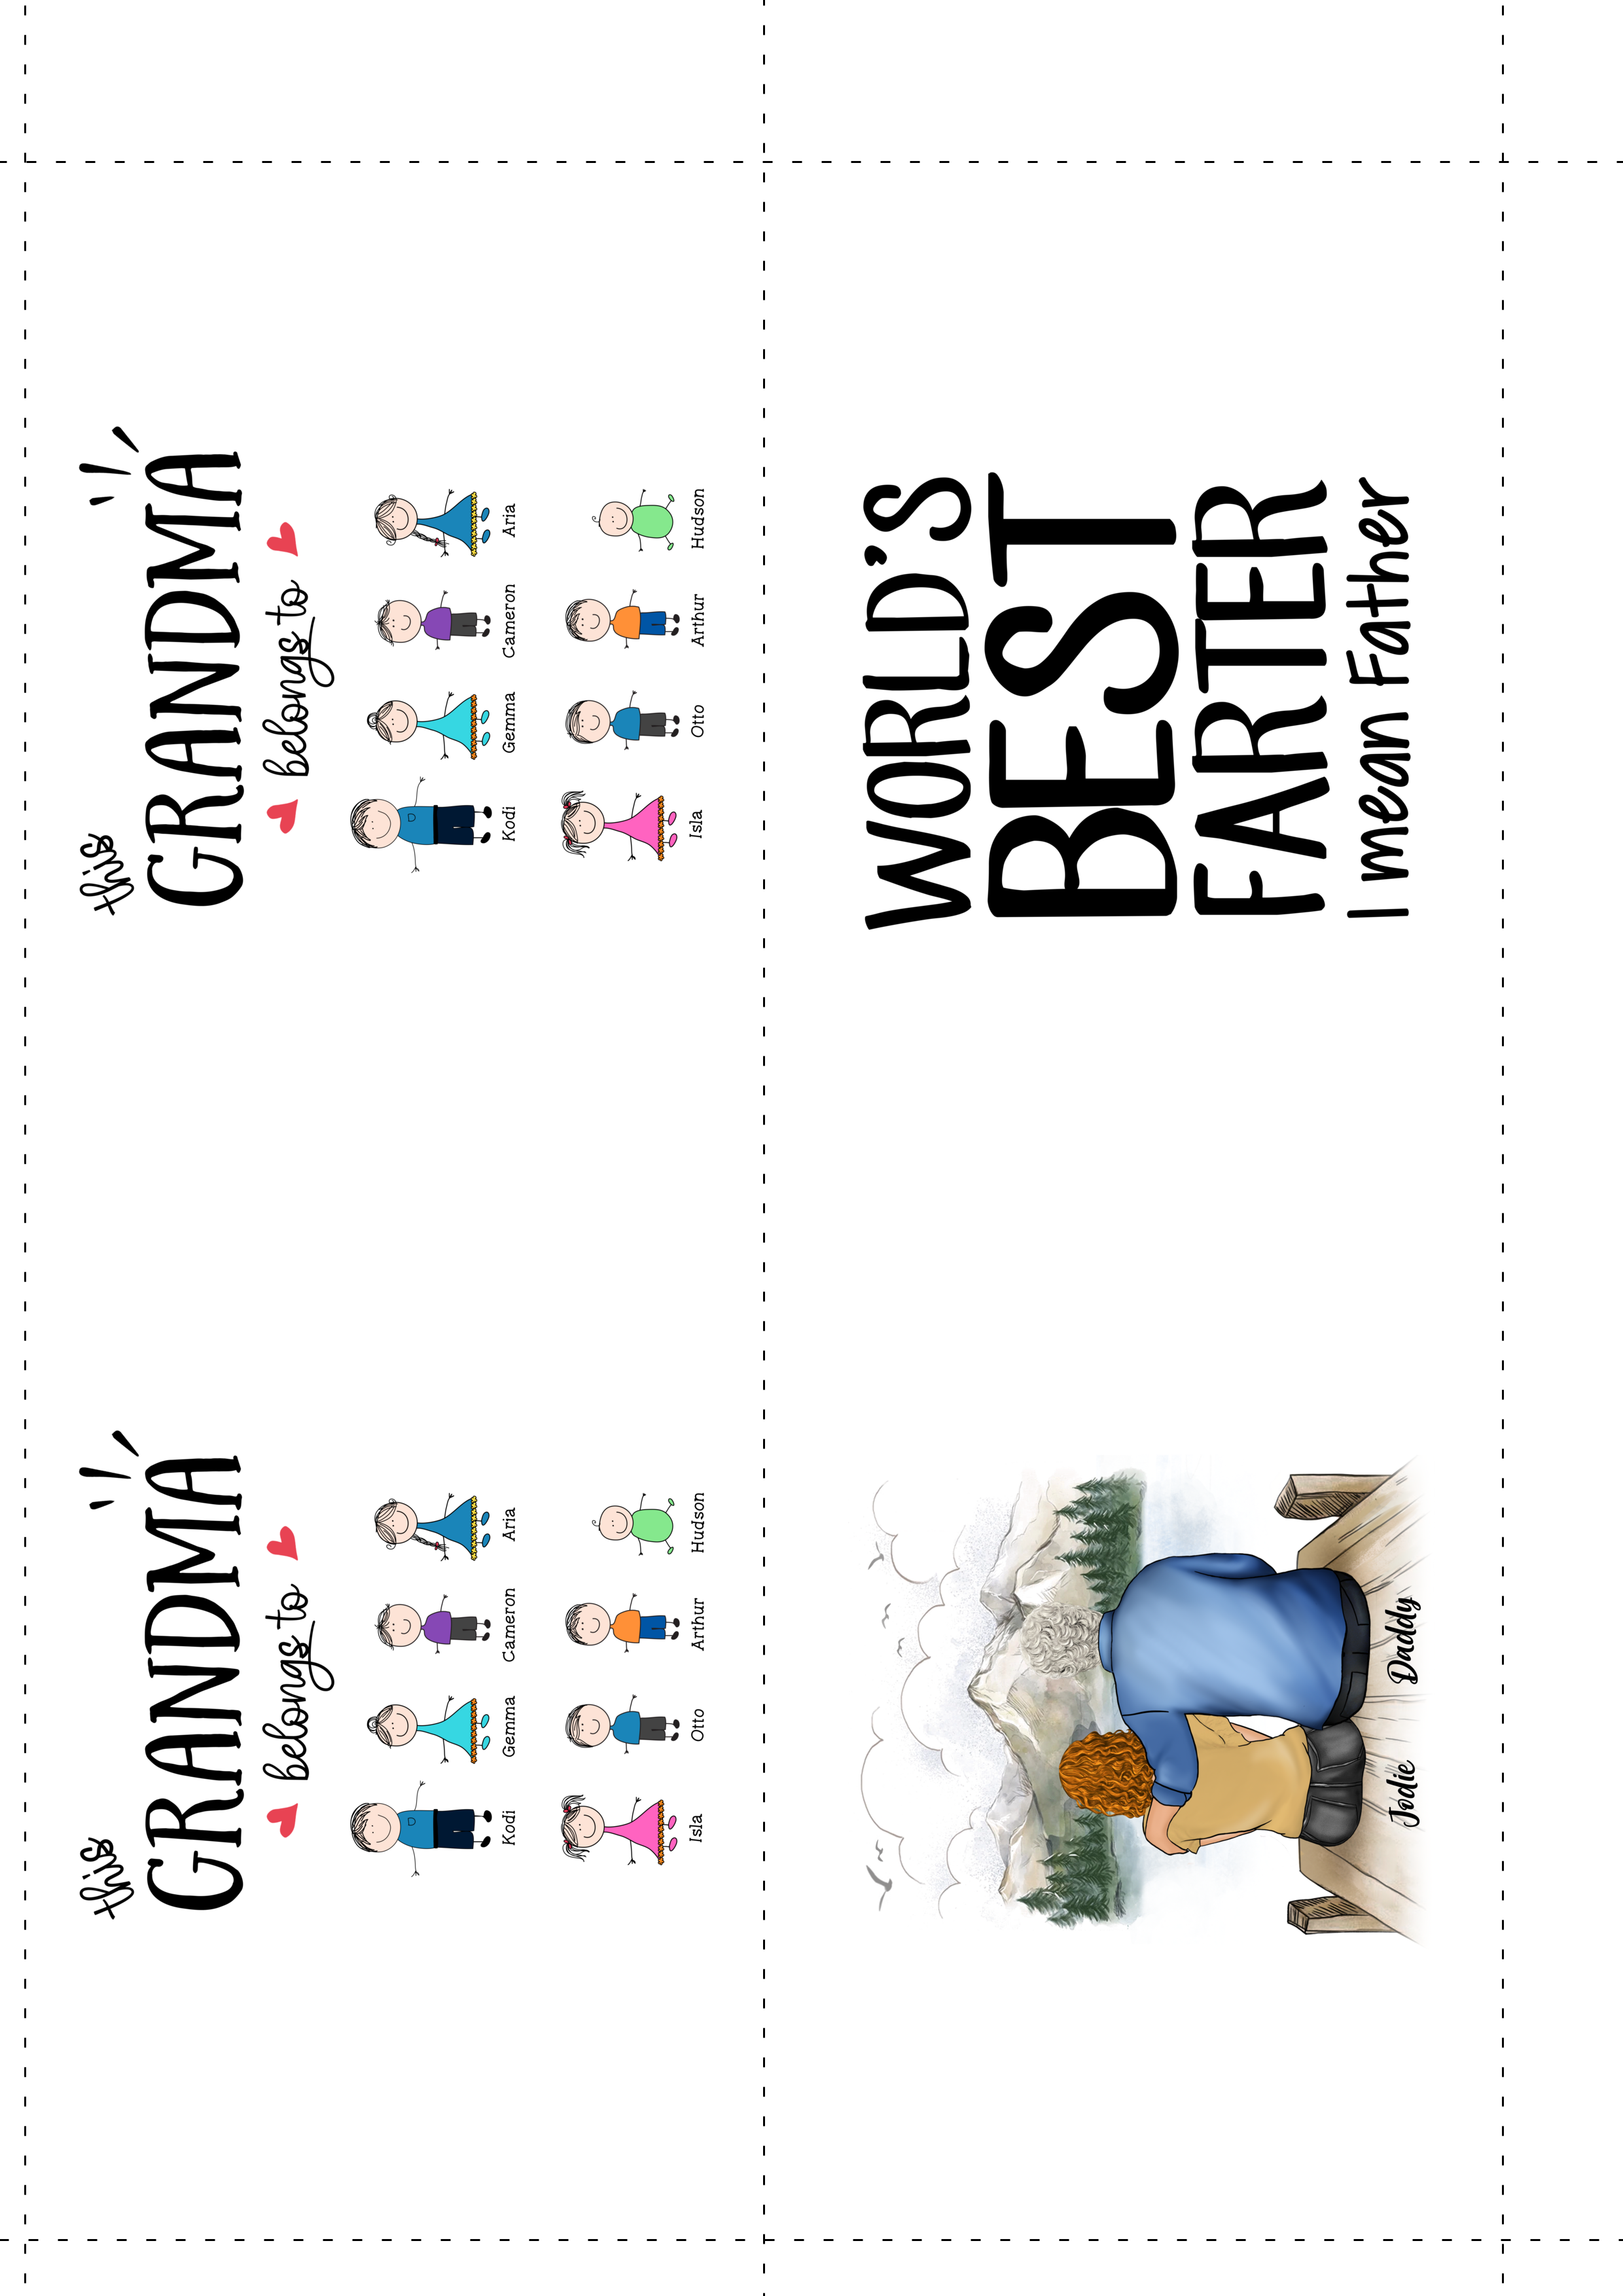 this
GRANDMA
belongs to
Kodi Gemma Cameron Aria
Isla Otto Arthur Hudson
this
GRANDMA
belongs to
Kodi Gemma Cameron Aria
Isla Otto Arthur Hudson
Jodie Daddy
WORLD'S
BEST
FARTER
I mean Father